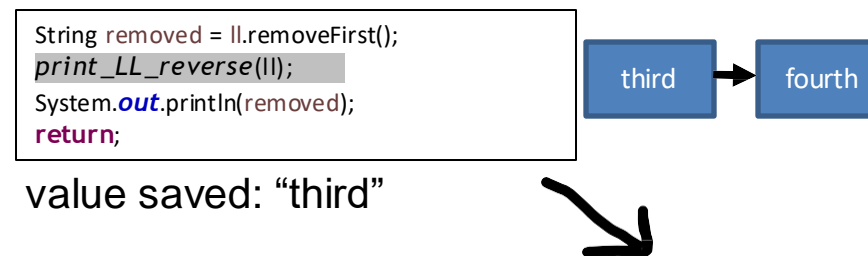 String removed = ll.removeFirst();
print_LL_reverse(ll);
System.out.println(removed);
return;
third
fourth
value saved: “third”